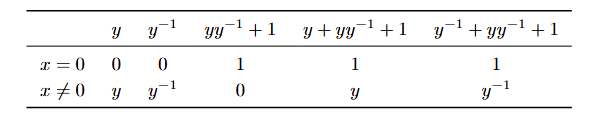 y y⁻¹ yy⁻¹ + 1 y + yy⁻¹ + 1 y⁻¹ + yy⁻¹ + 1
x = 0 0 0 1 1 1
x ≠ 0 y y⁻¹ 0 y y⁻¹